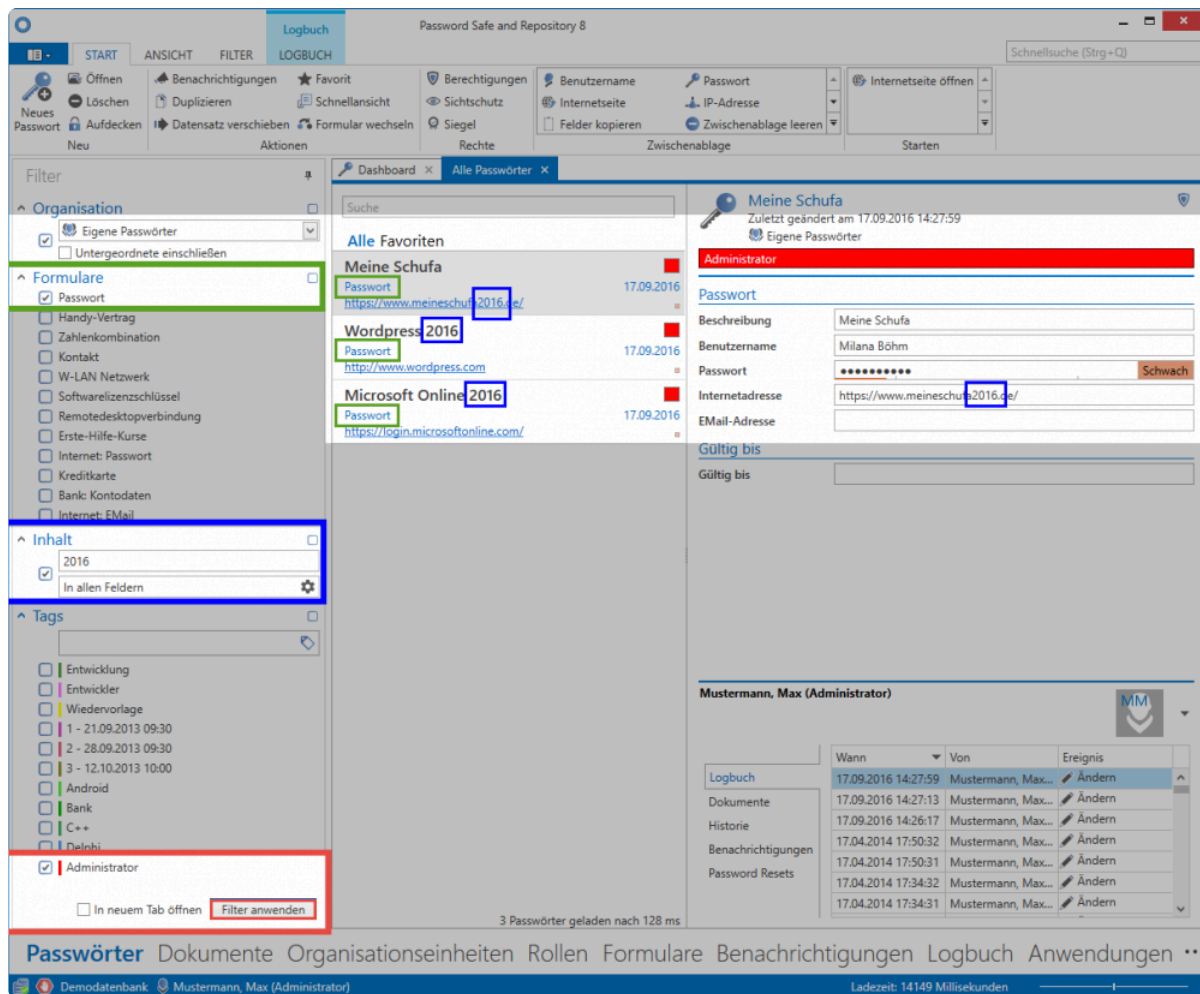 Logbuch
Password Safe and Repository 8
START ANSICHT FILTER LOGBUCH
Schnellsuche (Strg+Q)
Neues Passwort
Öffnen
Löschen
Aufdecken
Neu
Benachrichtigungen
Duplizieren
Datensatz verschieben
Favorit
Schnellansicht
Formular wechseln
Aktionen
Berechtigungen
Sichtschutz
Siegel
Rechte
Benutzername
Internetseite
Felder kopieren
Passwort
IP-Adresse
Zwischenablage leeren
Zwischenablage
Internetseite öffnen
Starten
Filter
Organisation
Eigene Passwörter
Untergeordnete einschließen
Formulare
Passwort
Handy-Vertrag
Zahlenkombination
Kontakt
W-LAN Netzwerk
Softwarelizenzschlüssel
Remotedesktopverbindung
Erste-Hilfe-Kurse
Internet: Passwort
Kreditkarte
Bank: Kontodaten
Internet: EMail
Inhalt
2016
In allen Feldern
Tags
Entwicklung
Entwickler
Wiedervorlage
1 - 21.09.2013 09:30
2 - 28.09.2013 09:30
3 - 12.10.2013 10:00
Android
Bank
C++
Delphi
Administrator
In neuem Tab öffnen Filter anwenden
Dashboard Alle Passwörter
Suche
Alle Favoriten
Meine Schufa
Passwort 17.09.2016
https://www.meineschufa2016.de/
Wordpress 2016
Passwort 17.09.2016
http://www.wordpress.com
Microsoft Online 2016
Passwort 17.09.2016
https://login.microsoftonline.com/
3 Passwörter geladen nach 128 ms
Meine Schufa
Zuletzt geändert am 17.09.2016 14:27:59
Eigene Passwörter
Administrator
Passwort
Beschreibung Meine Schufa
Benutzername Milana Böhm
Passwort •••••••••• Schwach
Internetadresse https://www.meineschufa2016.de/
EMail-Adresse
Gültig bis
Gültig bis
Mustermann, Max (Administrator)
MM
Logbuch
Dokumente
Historie
Benachrichtigungen
Password Resets
Wann Von Ereignis
17.09.2016 14:27:59 Mustermann, Max... Ändern
17.09.2016 14:27:13 Mustermann, Max... Ändern
17.09.2016 14:26:17 Mustermann, Max... Ändern
17.04.2014 17:50:32 Mustermann, Max... Ändern
17.04.2014 17:50:31 Mustermann, Max... Ändern
17.04.2014 17:34:32 Mustermann, Max... Ändern
17.04.2014 17:34:31 Mustermann, Max... Ändern
Passwörter Dokumente Organisationseinheiten Rollen Formulare Benachrichtigungen Logbuch Anwendungen ··
Demodatenbank Mustermann, Max (Administrator) Ladezeit: 14149 Millisekunden